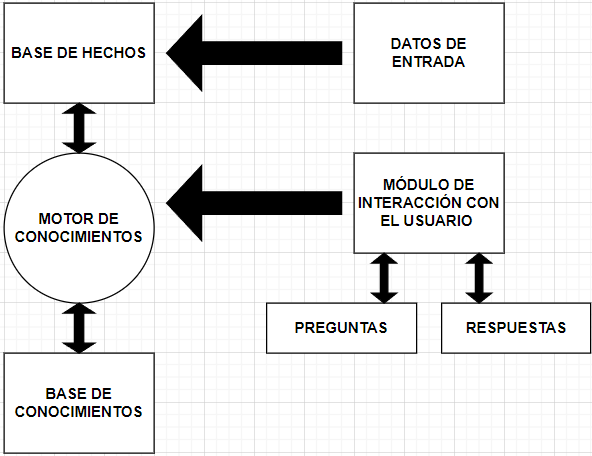 BASE DE HECHOS
DATOS DE
ENTRADA
MOTOR DE
CONOCIMIENTOS
MÓDULO DE
INTERACCIÓN CON
EL USUARIO
PREGUNTAS
RESPUESTAS
BASE DE
CONOCIMIENTOS